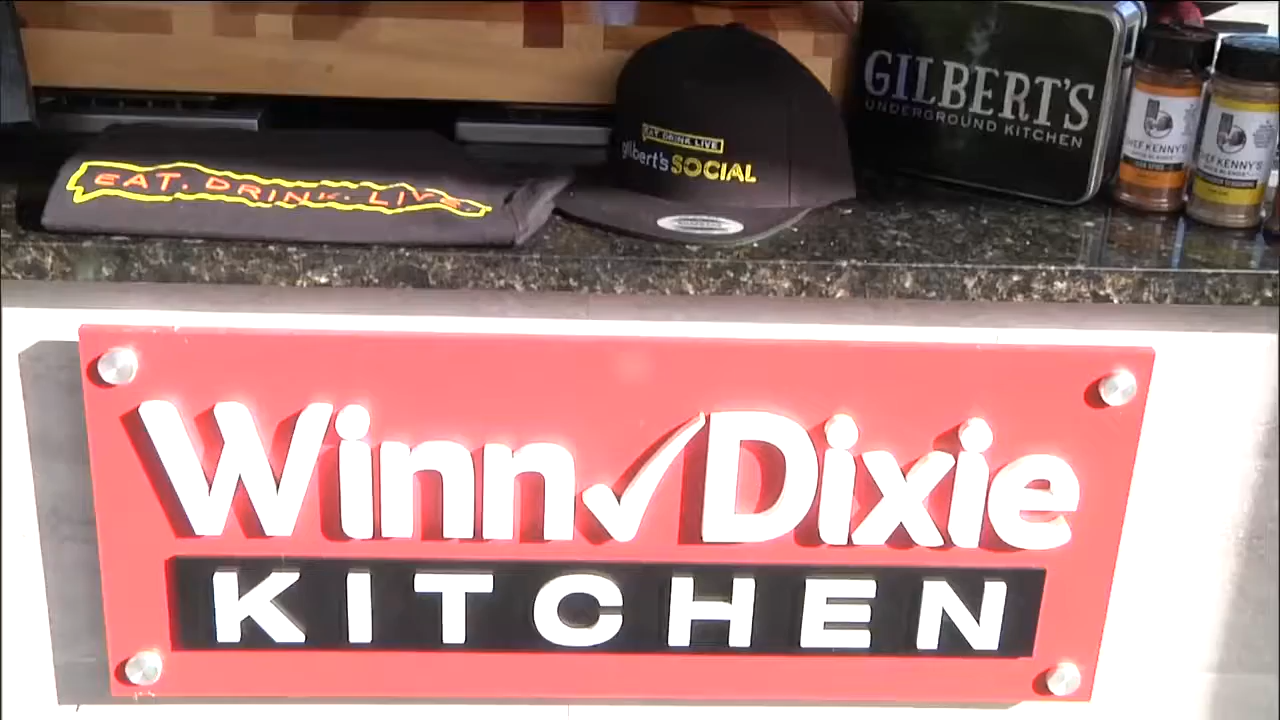 EAT. DRINK. LIVE.
EAT DRINK LIVE
gilbert's SOCIAL
GILBERT'S
UNDERGROUND KITCHEN
CHEF KENNY'S
CHEF KENNY'S
Winn Dixie
KITCHEN